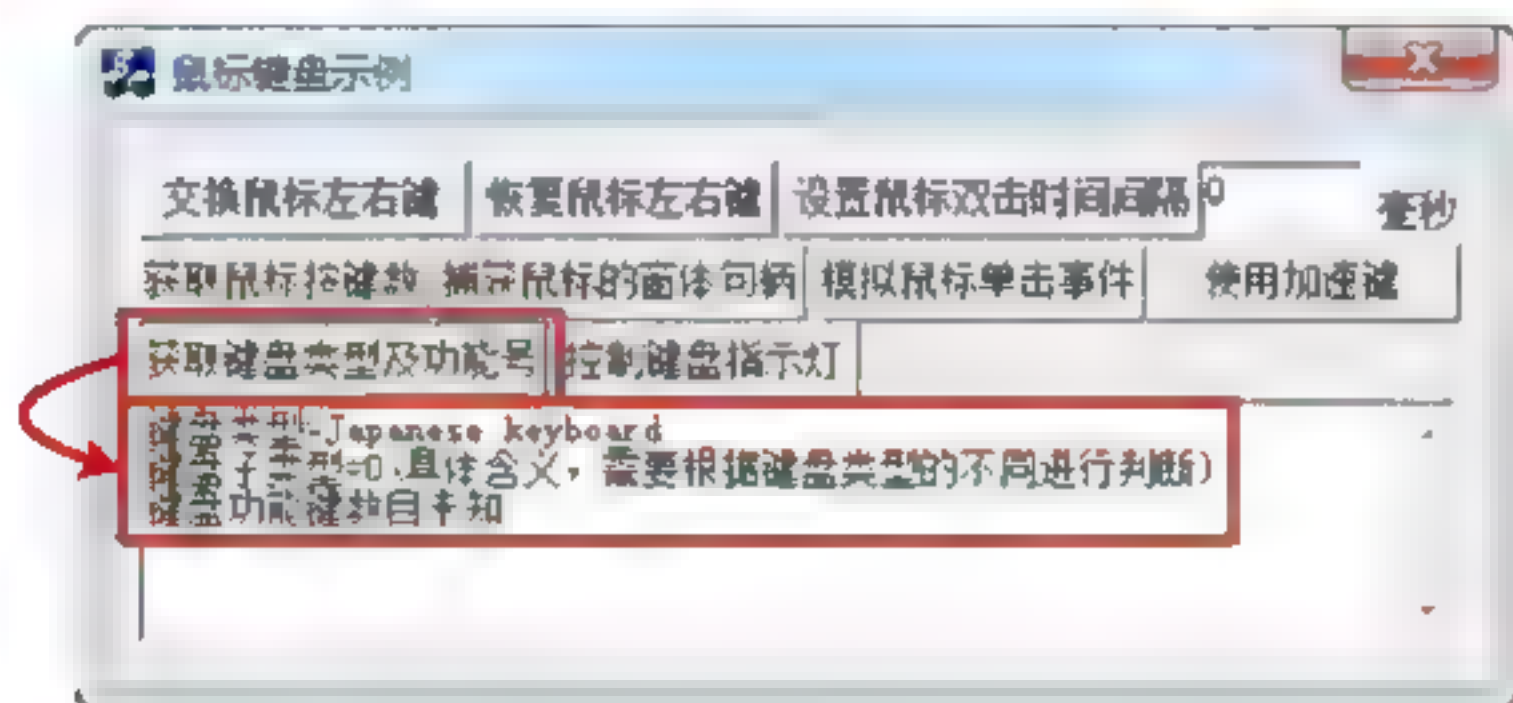 鼠标键盘示例
交换鼠标左右键 恢复鼠标左右键 设置鼠标双击时间间隔 0 毫秒
获取鼠标按键数 捕获鼠标的窗体句柄 模拟鼠标单击事件 使用加速键
获取键盘类型及功能号 控制键盘指示灯
键盘类型-Japanese keyboard
键盘子类型=0.具体含义，需要根据键盘类型的不同进行判断)
键盘功能键数目未知